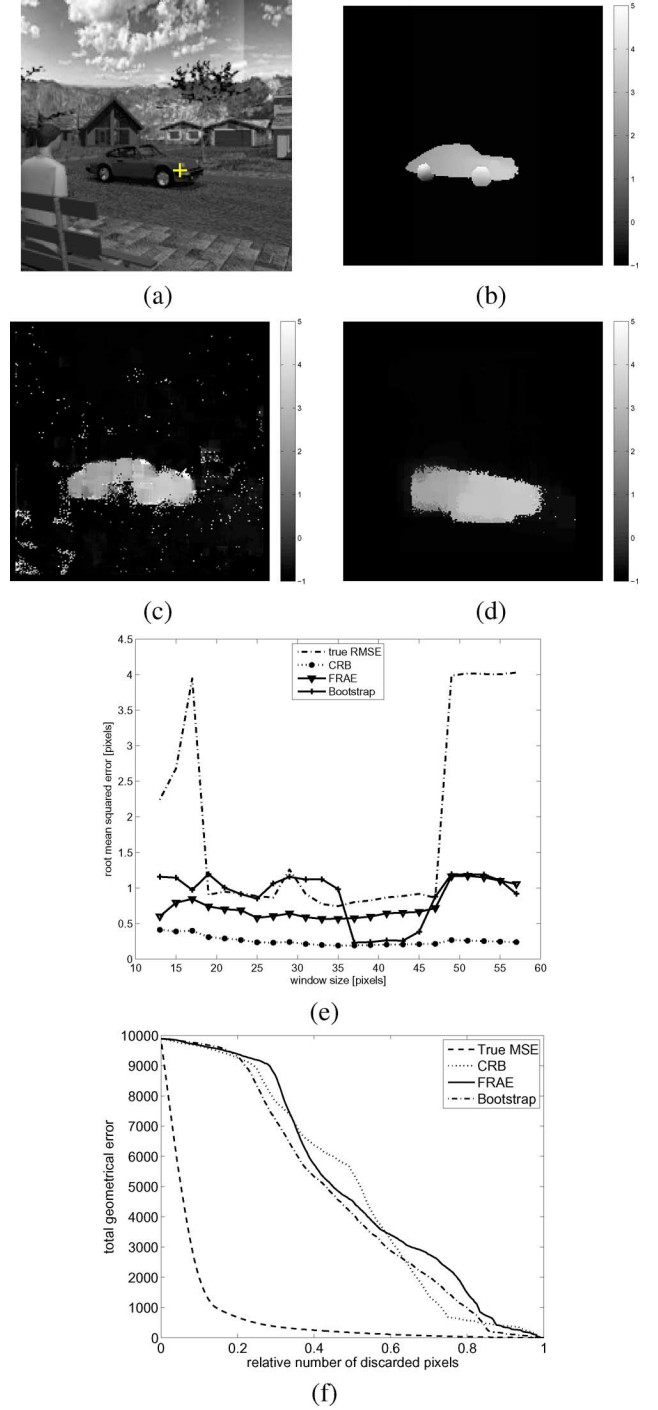 5
4
3
2
1
0
−1
(a)
(b)
5
4
3
2
1
0
−1
5
4
3
2
1
0
−1
(c)
(d)
4.5
4
3.5
3
2.5
2
1.5
1
0.5
0
root mean squared error [pixels]
true RMSE
CRB
FRAE
Bootstrap
10 15 20 25 30 35 40 45 50 55 60
window size [pixels]
(e)
10000
9000
8000
7000
6000
5000
4000
3000
2000
1000
0
total geometrical error
True MSE
CRB
FRAE
Bootstrap
0 0.2 0.4 0.6 0.8 1
relative number of discarded pixels
(f)